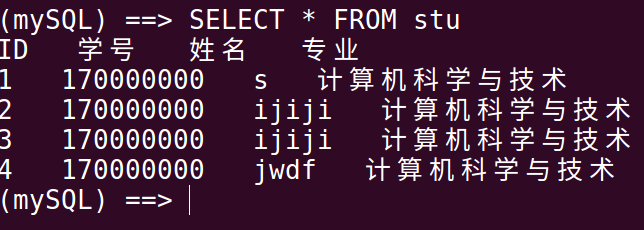 (mySQL) ==> SELECT * FROM stu
ID 学号 姓名 专业
1 170000000 s 计算机科学与技术
2 170000000 ijiji 计算机科学与技术
3 170000000 ijiji 计算机科学与技术
4 170000000 jwdf 计算机科学与技术
(mySQL) ==>